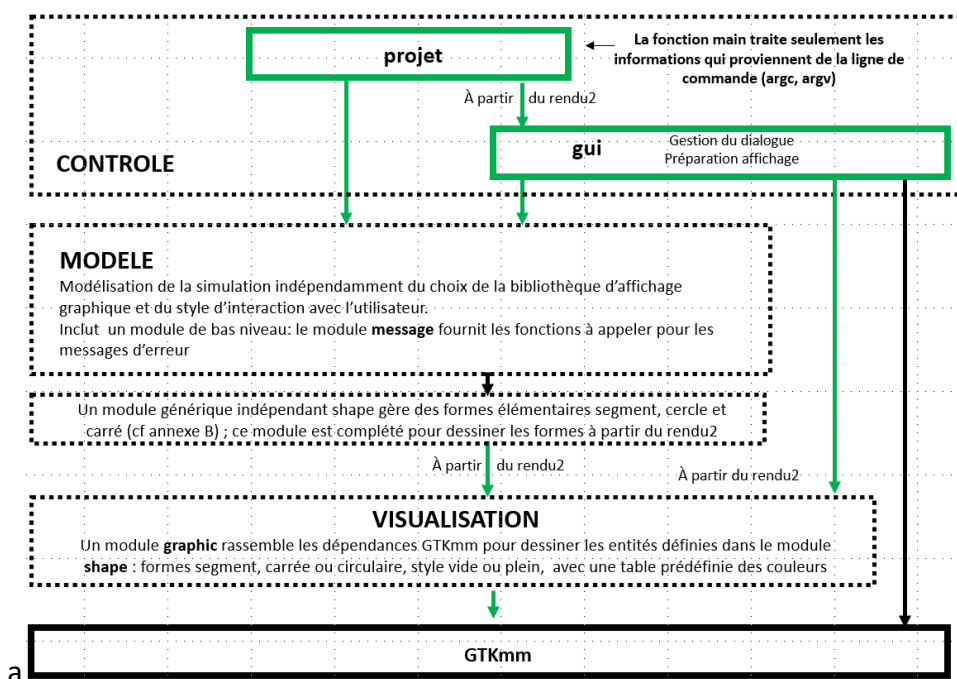 La fonction main traite seulement les
informations qui proviennent de la ligne de
commande (argc, argv)
projet
À partir du rendu2
gui
Gestion du dialogue
Préparation affichage
CONTROLE
MODELE
Modélisation de la simulation indépendamment du choix de la bibliothèque d'affichage
graphique et du style d'interaction avec l'utilisateur.
Inclut un module de bas niveau: le module message fournit les fonctions à appeler pour les
messages d'erreur
Un module générique indépendant shape gère des formes élémentaires segment, cercle et
carré (cf annexe B) ; ce module est complété pour dessiner les formes à partir du rendu2
À partir du rendu2
À partir du rendu2
VISUALISATION
Un module graphic rassemble les dépendances GTKmm pour dessiner les entités définies dans le module
shape : formes segment, carrée ou circulaire, style vide ou plein, avec une table prédéfinie des couleurs
GTKmm
a